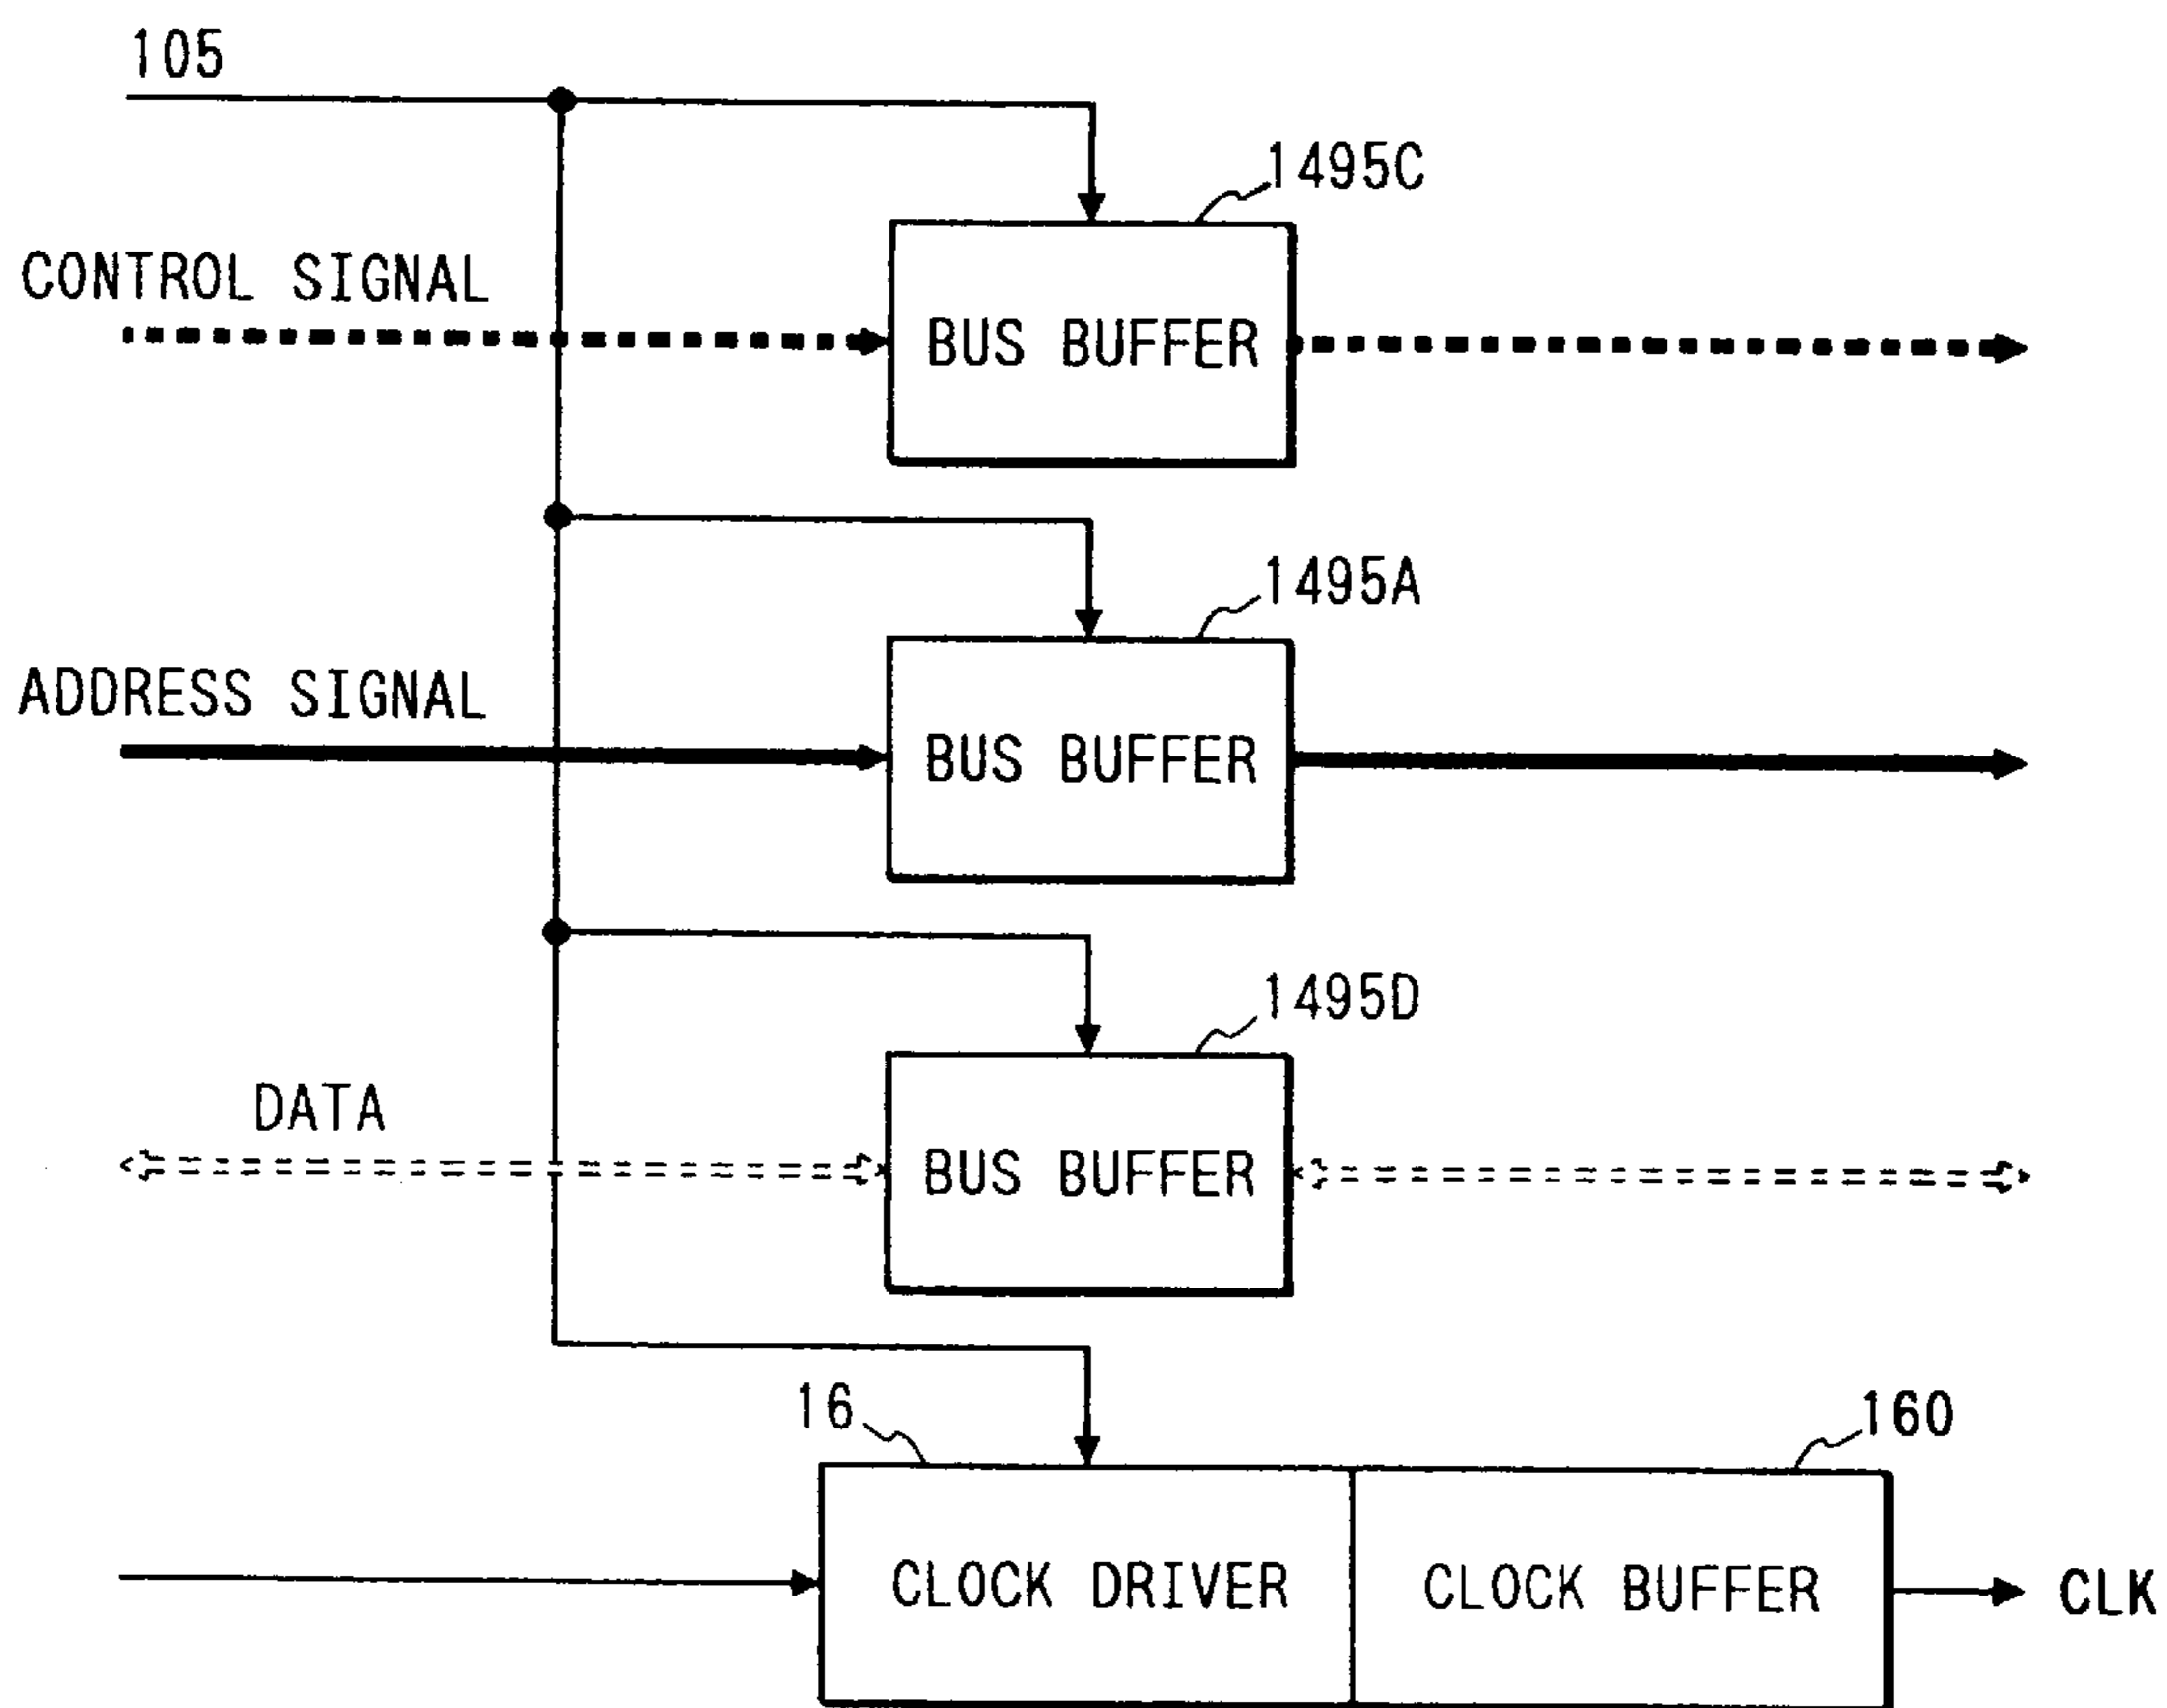 105
1495C
CONTROL SIGNAL
BUS BUFFER
1495A
ADDRESS SIGNAL
BUS BUFFER
1495D
DATA
BUS BUFFER
16
160
CLOCK DRIVER
CLOCK BUFFER
CLK